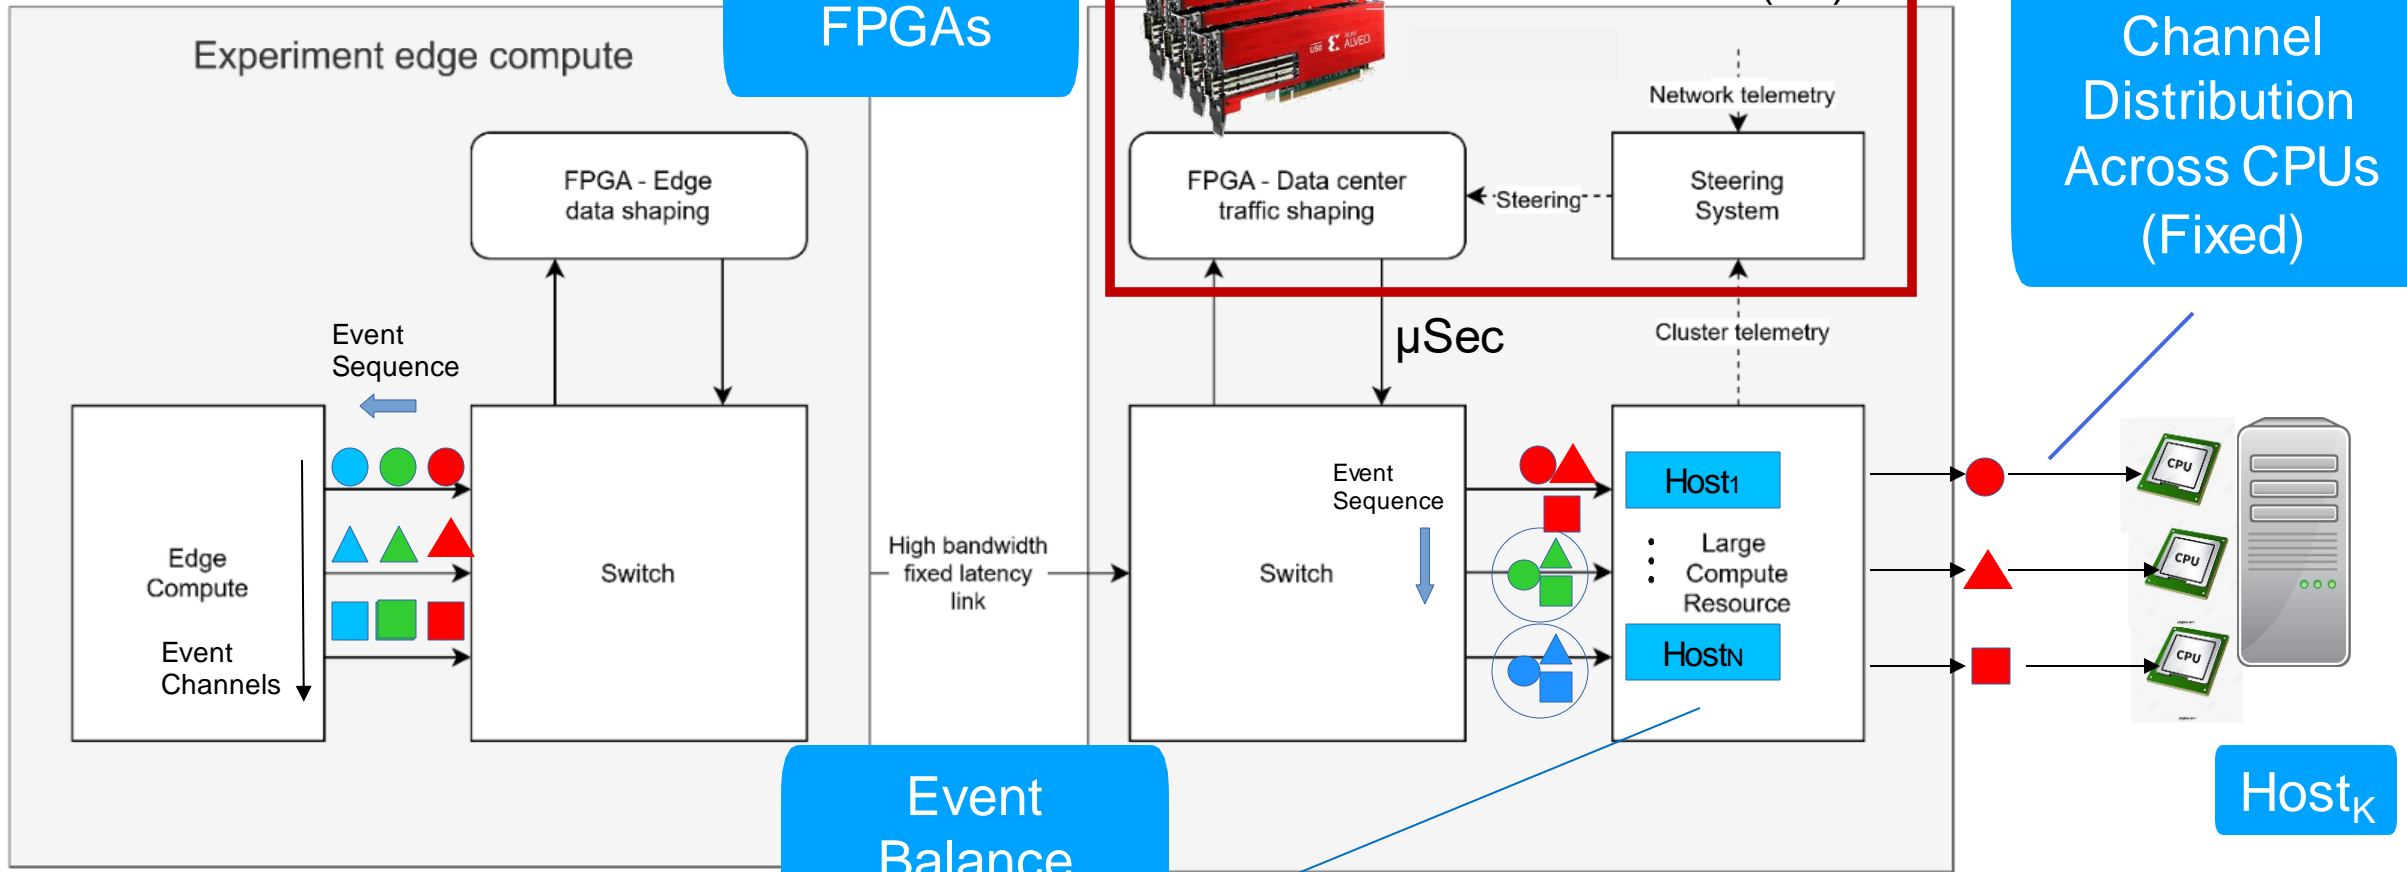 FPGAs
Experiment edge compute
U50
ALVEO
Channel
Distribution
Across CPUs
(Fixed)
Network telemetry
FPGA - Edge
data shaping
FPGA - Data center
traffic shaping
Steering
Steering
System
Event
Sequence
µSec
Cluster telemetry
Edge
Compute
Event
Channels
Switch
High bandwidth
fixed latency
link
Switch
Event
Sequence
Host1
Large
Compute
Resource
HostN
CPU
CPU
CPU
Event
Balance
HostK